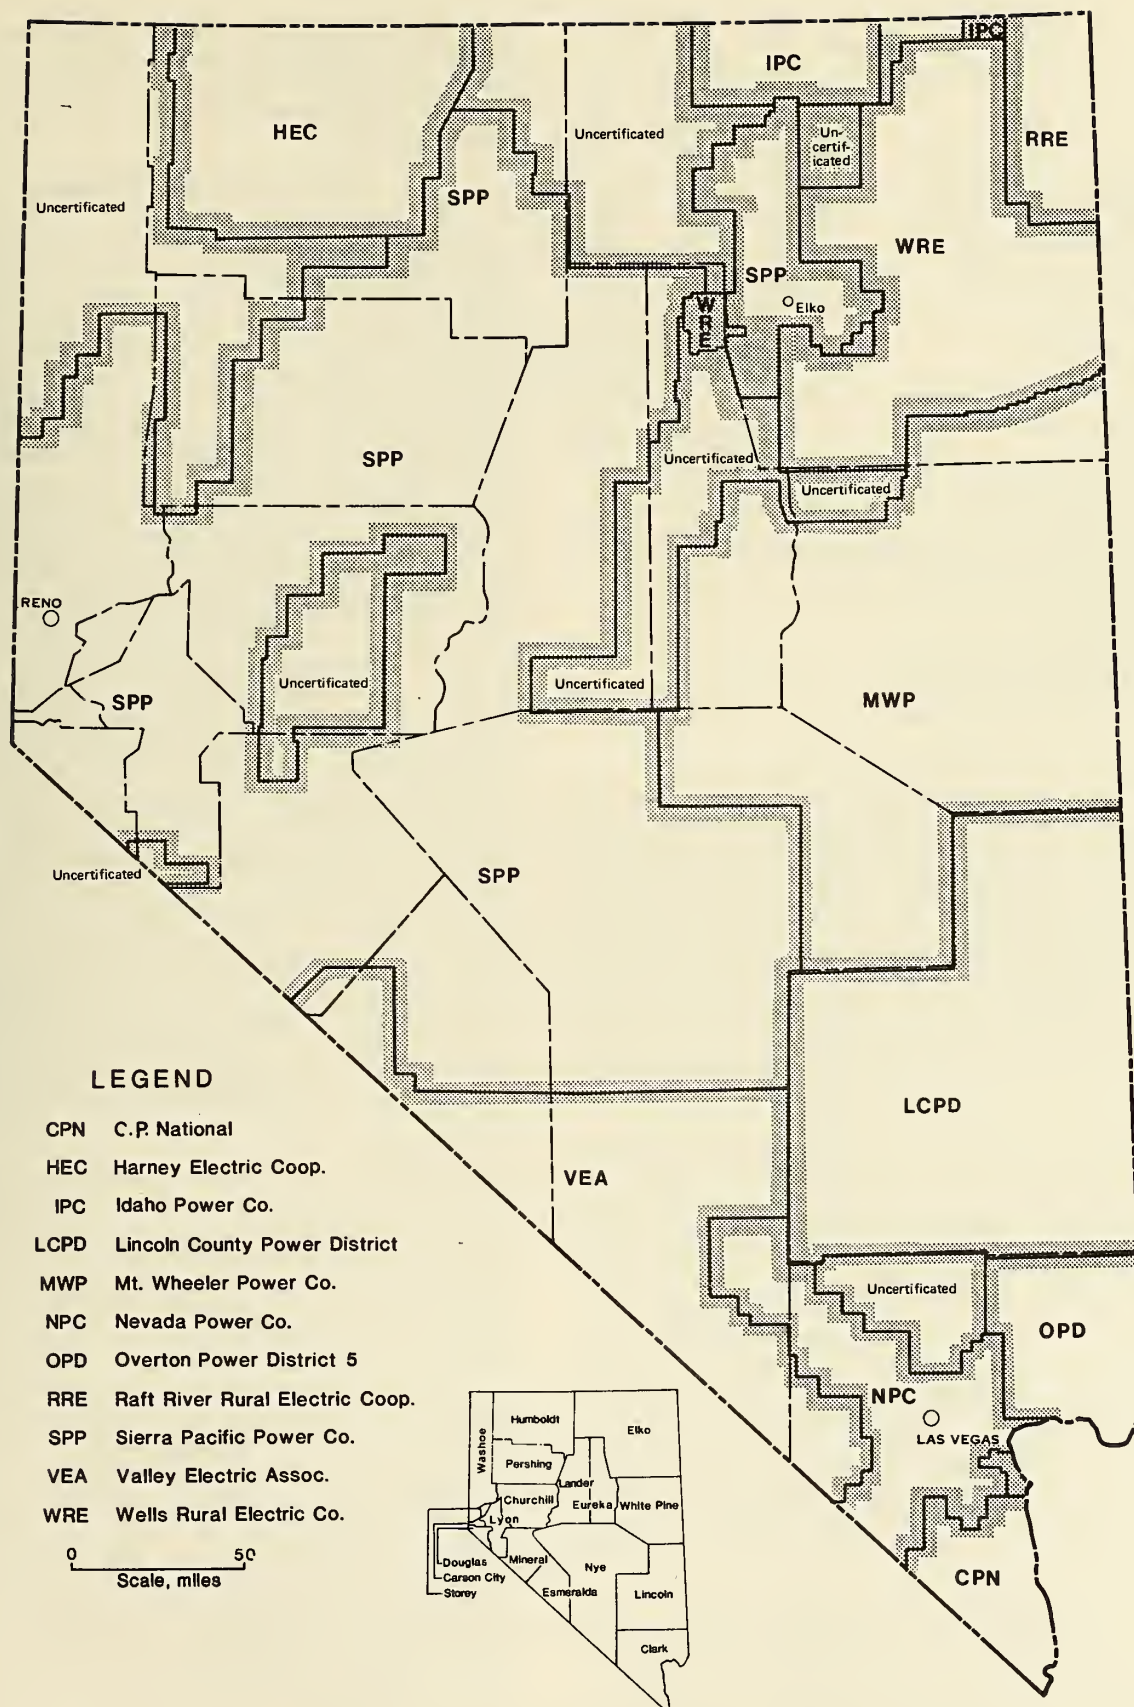 IPC
IPC
HEC
Uncertificated
Un-
certif-
icated
RRE
SPP
Uncertificated
WRE
SPP
W
R
E
Elko
SPP
Uncertificated
Uncertificated
RENO
Uncertificated
Uncertificated
SPP
MWP
Uncertificated
SPP
LEGEND
CPN C.P. National
HEC Harney Electric Coop.
IPC Idaho Power Co.
LCPD Lincoln County Power District
MWP Mt. Wheeler Power Co.
NPC Nevada Power Co.
OPD Overton Power District 5
RRE Raft River Rural Electric Coop.
SPP Sierra Pacific Power Co.
VEA Valley Electric Assoc.
WRE Wells Rural Electric Co.
0 50
Scale, miles
LCPD
VEA
Uncertificated
OPD
NPC
LAS VEGAS
CPN
Washoe
Humboldt
Elko
Pershing
Lander
Churchill
Eureka
White Pine
Lyon
Douglas
Carson City
Storey
Mineral
Nye
Esmeralda
Lincoln
Clark